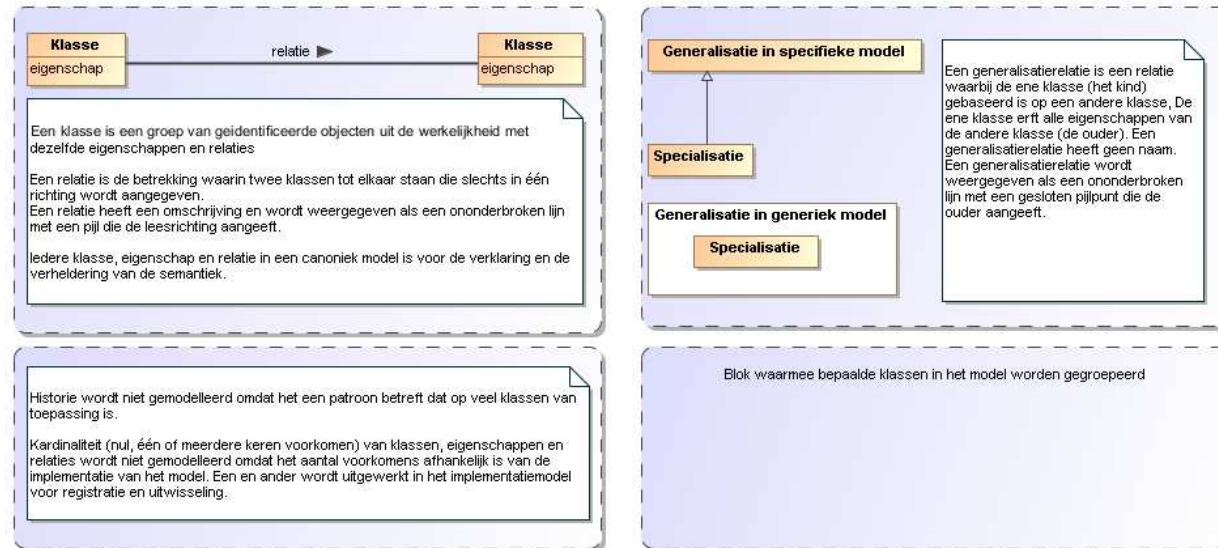 Klasse
eigenschap
relatie
Klasse
eigenschap
Een klasse is een groep van geidentificeerde objecten uit de werkelijkheid met
dezelfde eigenschappen en relaties
Een relatie is de betrekking waarin twee klassen tot elkaar staan die slechts in één
richting wordt aangegeven.
Een relatie heeft een omschrijving en wordt weergegeven als een ononderbroken lijn
met een pijl die de leesrichting aangeeft.
Iedere klasse, eigenschap en relatie in een canoniek model is voor de verklaring en de
verheldering van de semantiek.
Generalisatie in specifieke model
Specialisatie
Generalisatie in generiek model
Specialisatie
Een generalisatierelatie is een relatie
waarbij de ene klasse (het kind)
gebaseerd is op een andere klasse, De
ene klasse erft alle eigenschappen van
de andere klasse (de ouder). Een
generalisatierelatie heeft geen naam.
Een generalisatierelatie wordt
weergegeven als een ononderbroken
lijn met een gesloten pijlpunt die de
ouder aangeeft.
Historie wordt niet gemodelleerd omdat het een patroon betreft dat op veel klassen van
toepassing is.
Kardinaliteit (nul, één of meerdere keren voorkomen) van klassen, eigenschappen en
relaties wordt niet gemodelleerd omdat het aantal voorkomens afhankelijk is van de
implementatie van het model. Een en ander wordt uitgewerkt in het implementatiemodel
voor registratie en uitwisseling.
Blok waarmee bepaalde klassen in het model worden gegroepeerd